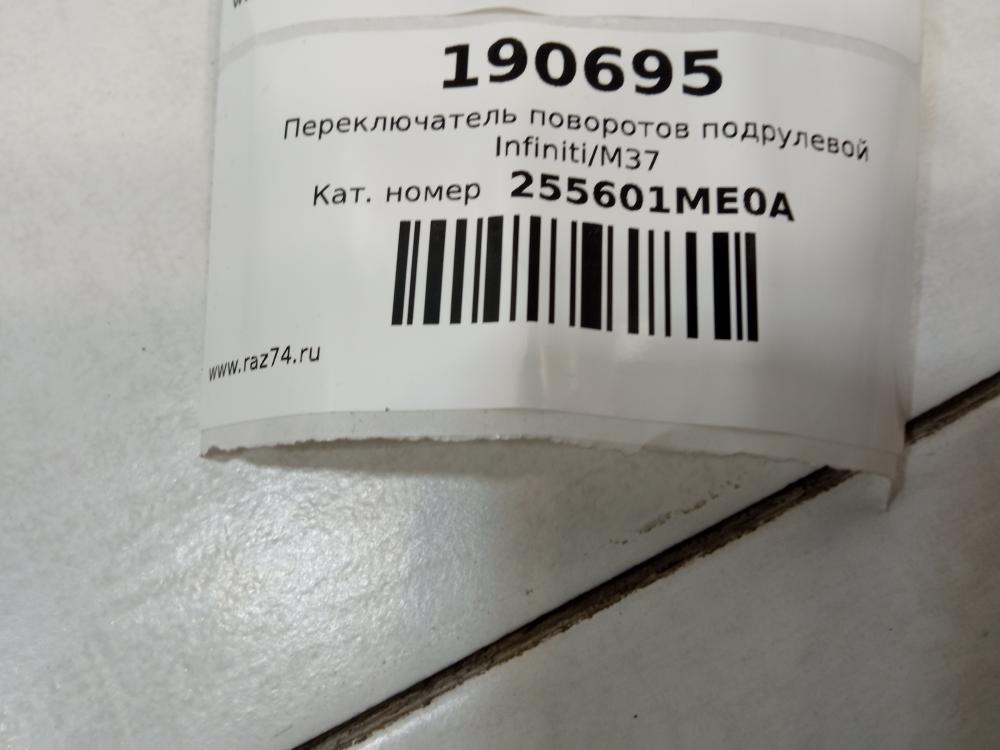 190695
Переключатель поворотов подрулевой
Infiniti/M37
Кат. номер 255601ME0A
www.raz74.ru